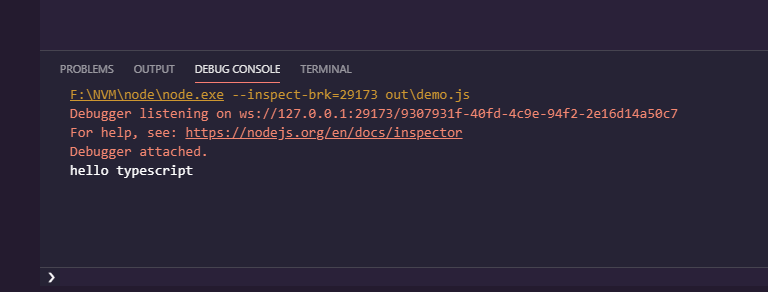 PROBLEMS OUTPUT DEBUG CONSOLE TERMINAL
F:\NVM\node\node.exe --inspect-brk=29173 out\demo.js
Debugger listening on ws://127.0.0.1:29173/9307931f-40fd-4c9e-94f2-2e16d14a50c7
For help, see: https://nodejs.org/en/docs/inspector
Debugger attached.
hello typescript
❯